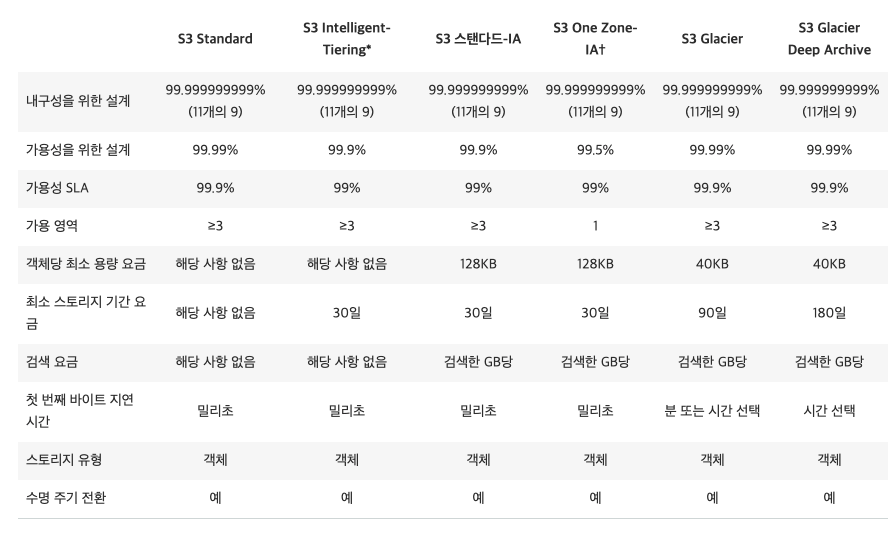 S3 Standard
S3 Intelligent-
Tiering*
S3 스탠다드-IA
S3 One Zone-
IA†
S3 Glacier
S3 Glacier
Deep Archive
내구성을 위한 설계
99.999999999%
(11개의 9)
99.999999999%
(11개의 9)
99.999999999%
(11개의 9)
99.999999999%
(11개의 9)
99.999999999%
(11개의 9)
99.999999999%
(11개의 9)
가용성을 위한 설계 99.99% 99.9% 99.9% 99.5% 99.99% 99.99%
가용성 SLA 99.9% 99% 99% 99% 99.9% 99.9%
가용 영역 ≥3 ≥3 ≥3 1 ≥3 ≥3
객체당 최소 용량 요금 해당 사항 없음 해당 사항 없음 128KB 128KB 40KB 40KB
최소 스토리지 기간 요
금
해당 사항 없음 30일 30일 30일 90일 180일
검색 요금 해당 사항 없음 해당 사항 없음 검색한 GB당 검색한 GB당 검색한 GB당 검색한 GB당
첫 번째 바이트 지연
시간
밀리초 밀리초 밀리초 밀리초 분 또는 시간 선택 시간 선택
스토리지 유형 객체 객체 객체 객체 객체 객체
수명 주기 전환 예 예 예 예 예 예